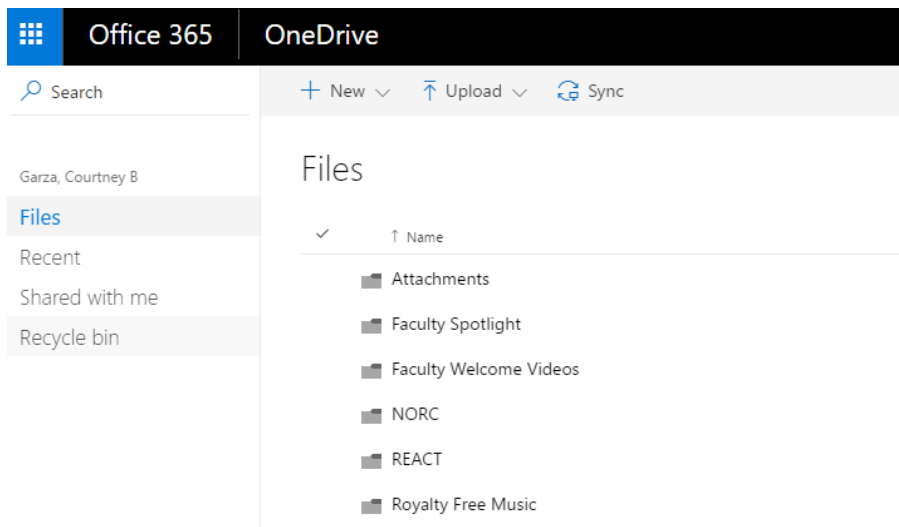 Office 365 OneDrive
Search
New Upload Sync
Garza, Courtney B
Files
Recent
Shared with me
Recycle bin
Files
Name
Attachments
Faculty Spotlight
Faculty Welcome Videos
NORC
REACT
Royalty Free Music